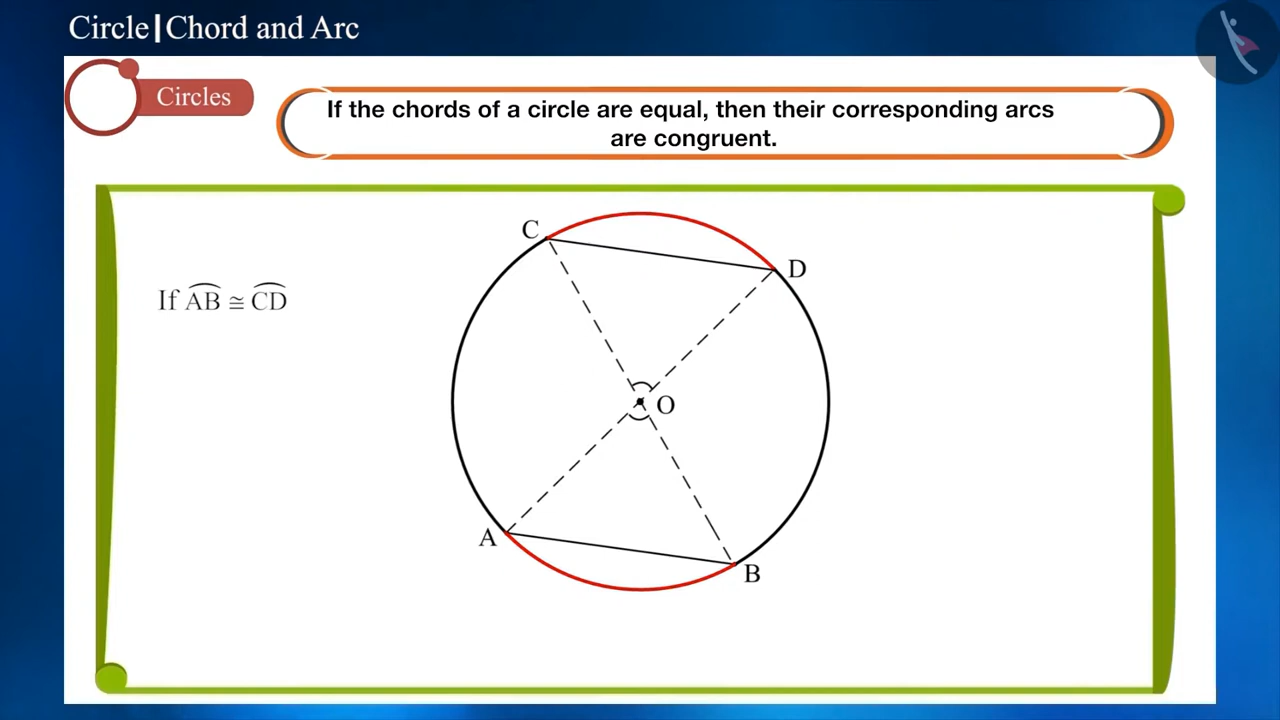 Circle|Chord and Arc
Circles
If the chords of a circle are equal, then their corresponding arcs
are congruent.
C
D
If AB ≅ CD
O
A
B